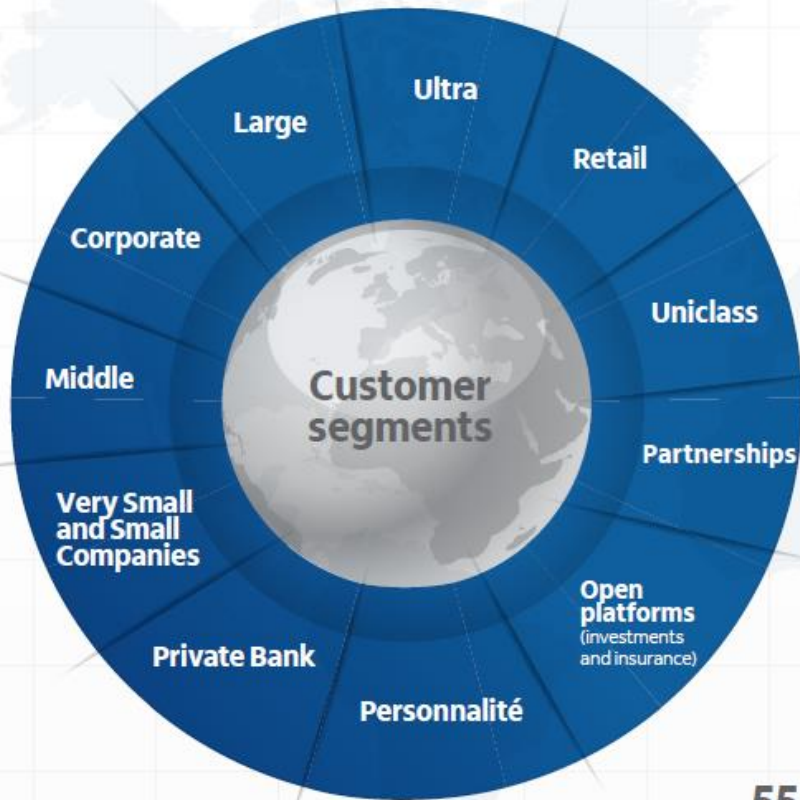 Ultra
Large
Retail
Corporate
Uniclass
Middle
Customer
segments
Partnerships
Very Small
and Small
Companies
Open
platforms
(investments
and insurance)
Private Bank
Personnalité